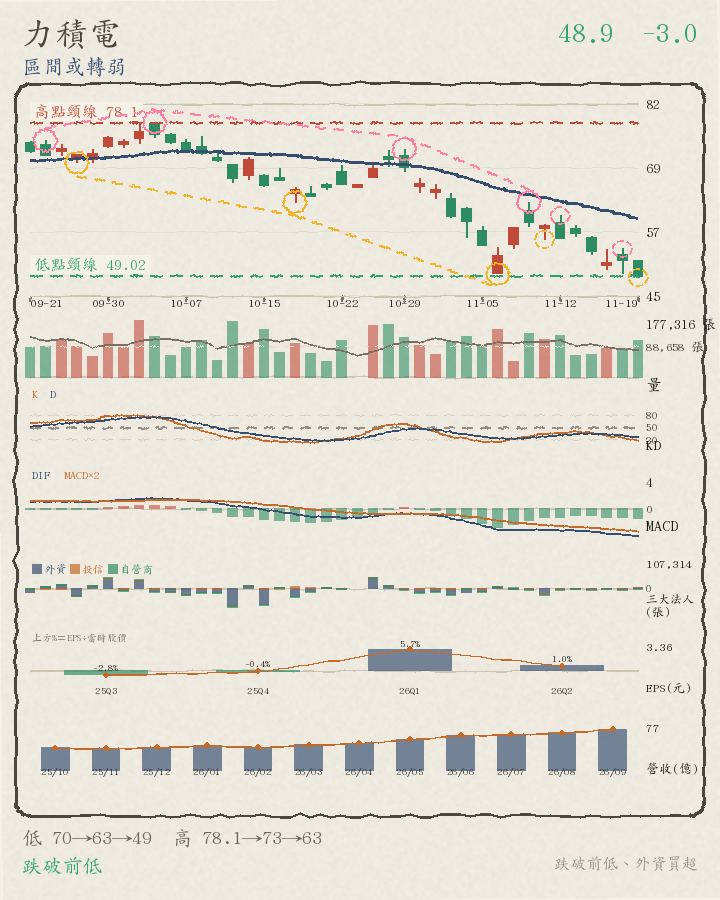 力積電
48.9 -3.0
區間或轉弱
高點頸線 78.1
82
69
57
低點頸線 49.02
45
09-21 09-30 10-07 10-15 10-22 10-29 11-05 11-12 11-19
177,316 張
88,658 張
量
K D
80
50
20
KD
DIF MACD×2
4
0
MACD
外資 投信 自營商
107,314
0
三大法人
(張)
上方%=EPS÷當時股價
3.36
-2.8% -0.4% 5.7% 1.0%
25Q3 25Q4 26Q1 26Q2
EPS(元)
77
25/10 25/11 25/12 26/01 26/02 26/03 26/04 26/05 26/06 26/07 26/08 26/09
營收(億)
低 70→63→49 高 78.1→73→63
跌破前低
跌破前低、外資買超